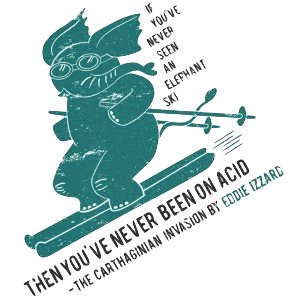 IF
YOU'VE
NEVER
SEEN
AN
ELEPHANT
SKI
THEN YOU'VE NEVER BEEN ON ACID
-THE CARTHAGINIAN INVASION BY EDDIE IZZARD